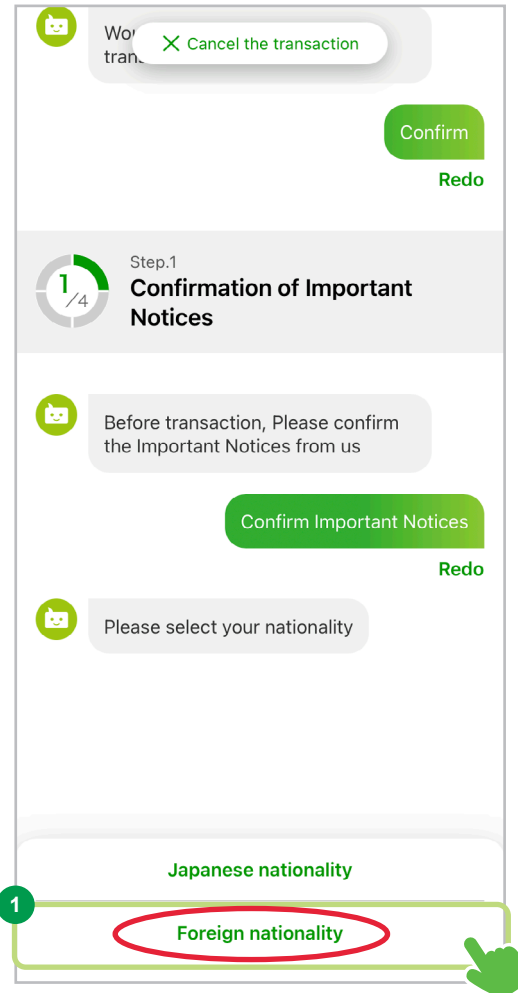 Cancel the transaction
Confirm
Redo
1/4
Step.1
Confirmation of Important
Notices
Before transaction, Please confirm
the Important Notices from us
Confirm Important Notices
Redo
Please select your nationality
Japanese nationality
1
Foreign nationality